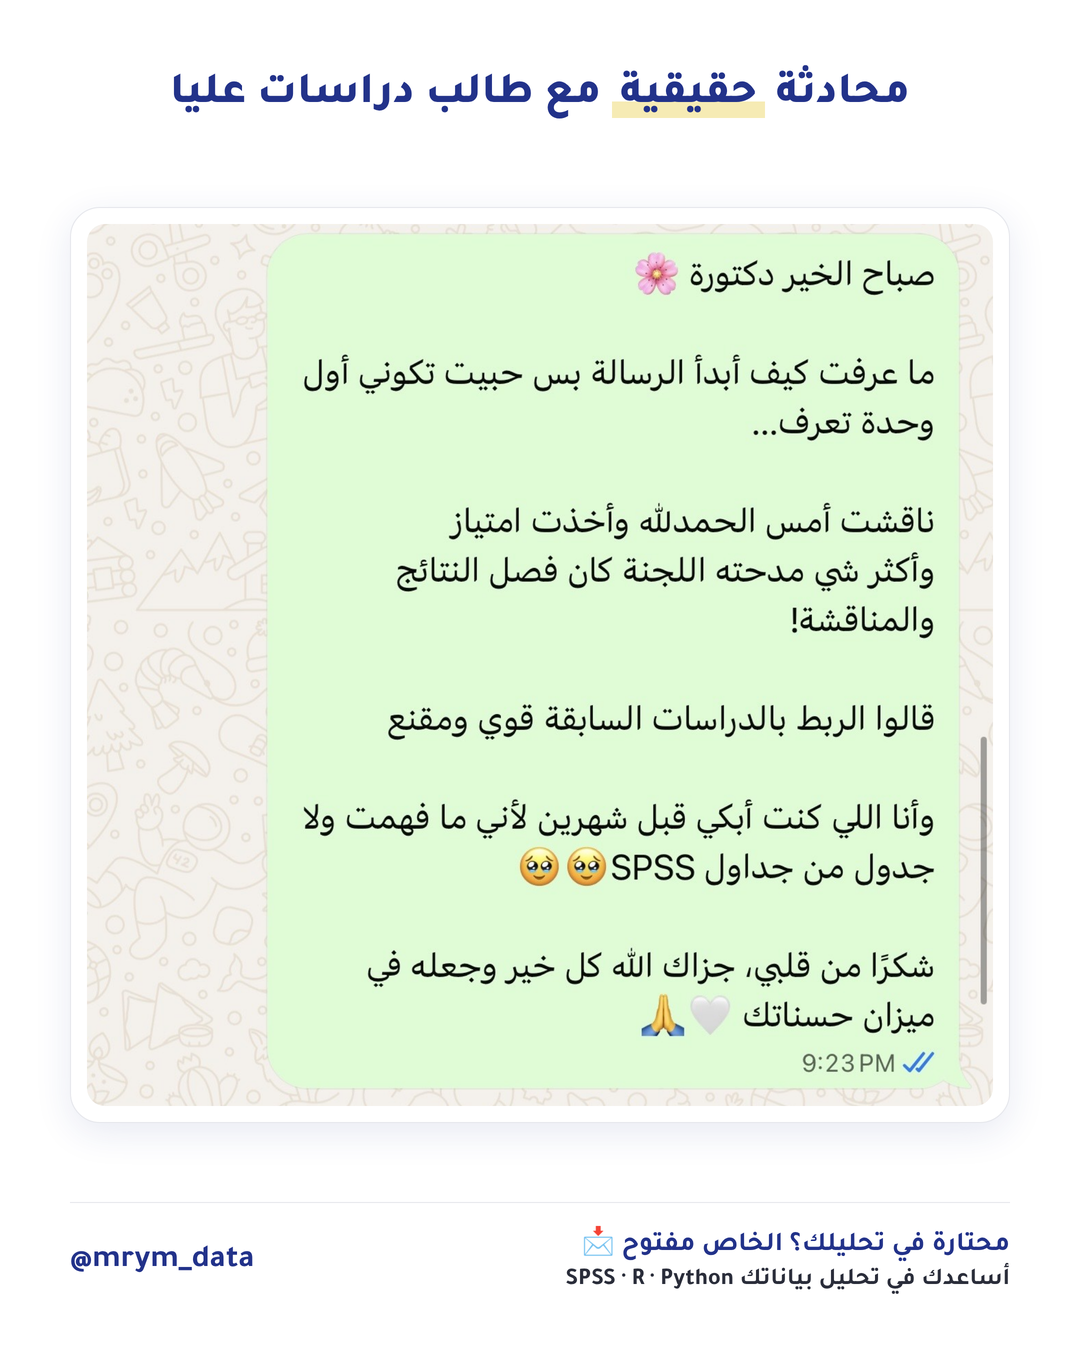 محادثة حقيقية مع طالب دراسات عليا
صباح الخير دكتورة 🌸
ما عرفت كيف أبدأ الرسالة بس حبيت تكوني أول
وحدة تعرف...
ناقشت أمس الحمدلله وأخذت امتياز
وأكثر شي مدحته اللجنة كان فصل النتائج
والمناقشة!
قالوا الربط بالدراسات السابقة قوي ومقنع
وأنا اللي كنت أبكي قبل شهرين لأني ما فهمت ولا
جدول من جداول SPSS🥹🥹
شكرًا من قلبي، جزاك الله كل خير وجعله في
ميزان حسناتك 🤍🙏
9:23 PM
محتارة في تحليلك؟ الخاص مفتوح 📩
أساعدك في تحليل بياناتك SPSS · R · Python
@mrym_data
42